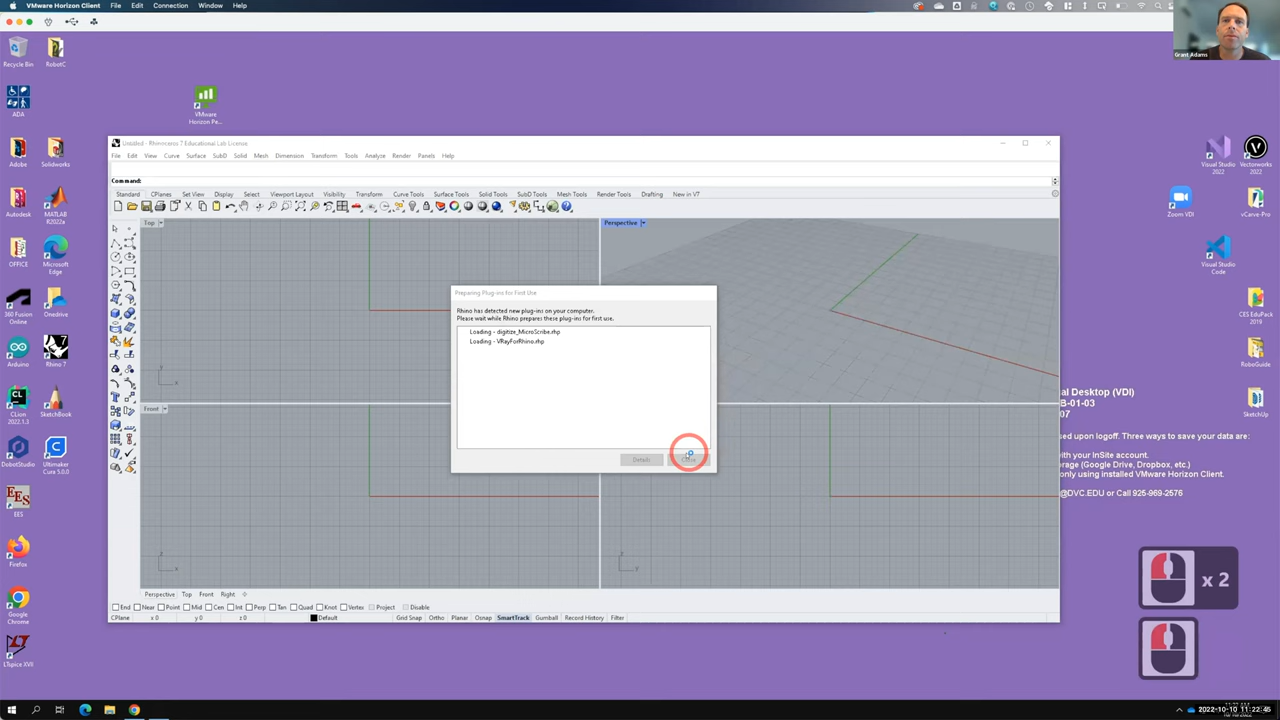 VMware Horizon Client File Edit Connection Window Help
Grant Adams
Recycle Bin
RobotC
ADA
VMware Horizon Pe...
Adobe
Solidworks
Autodesk
MATLAB R2022a
OFFICE
Microsoft Edge
360 Fusion Online
Onedrive
Arduino
Rhino 7
CLion 2022.1.3
SketchBook
DobotStudio
Ultimaker Cura 5.0.0
EES
Firefox
Google Chrome
LTspice XVII
Untitled - Rhinoceros 7 Educational Lab License
File Edit View Curve Surface SubD Solid Mesh Dimension Transform Tools Analyze Render Panels Help
Command:
Standard CPlanes Set View Display Select Viewport Layout Visibility Transform Curve Tools Surface Tools Solid Tools SubD Tools Mesh Tools Render Tools Drafting New in V7
Top
Perspective
y
x
Preparing Plug-ins for First Use
Rhino has detected new plug-ins on your computer.
Please wait while Rhino prepares these plug-ins for first use.
Loading - digitize_MicroScribe.rhp
Loading - VRayForRhino.rhp
Details
Close
Front
z
x
z
y
Perspective Top Front Right
End Near Point Mid Cen Int Perp Tan Quad Knot Vertex Project Disable
CPlane x 0 y 0 z 0 Default Grid Snap Ortho Planar Osnap SmartTrack Gumball Record History Filter
Visual Studio 2022
Vectorworks 2022
Zoom VDI
vCarve-Pro
Visual Studio Code
CES EduPack 2019
RoboGuide
SketchUp
al Desktop (VDI)
B-01-03
07
sed upon logoff. Three ways to save your data are:
with your InSite account.
rage (Google Drive, Dropbox, etc.)
only using installed VMware Horizon Client.
@DVC.EDU or Call 925-969-2576
x 2
2022-10-10 11:22:45